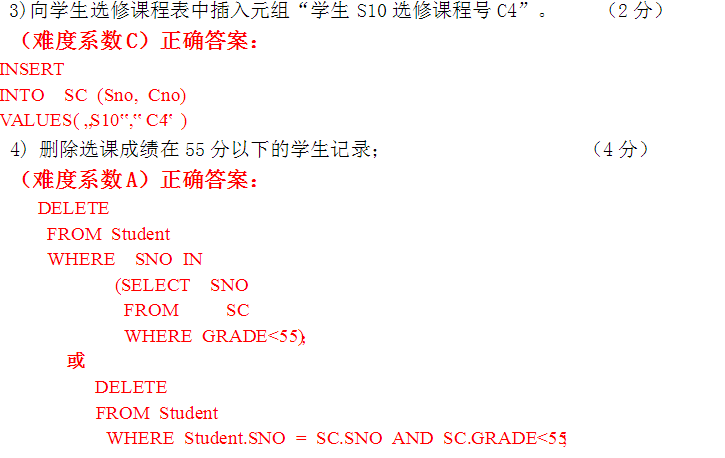 3)向学生选修课程表中插入元组“学生 S10 选修课程号 C4”。 （2 分）
（难度系数 C）正确答案：
INSERT
INTO SC (Sno, Cno)
VALUES( „S10‟,‟ C4‟ )
4) 删除选课成绩在 55 分以下的学生记录; （4 分）
（难度系数 A）正确答案：
DELETE
FROM Student
WHERE SNO IN
(SELECT SNO
FROM SC
WHERE GRADE<55);
或
DELETE
FROM Student
WHERE Student.SNO = SC.SNO AND SC.GRADE<55;